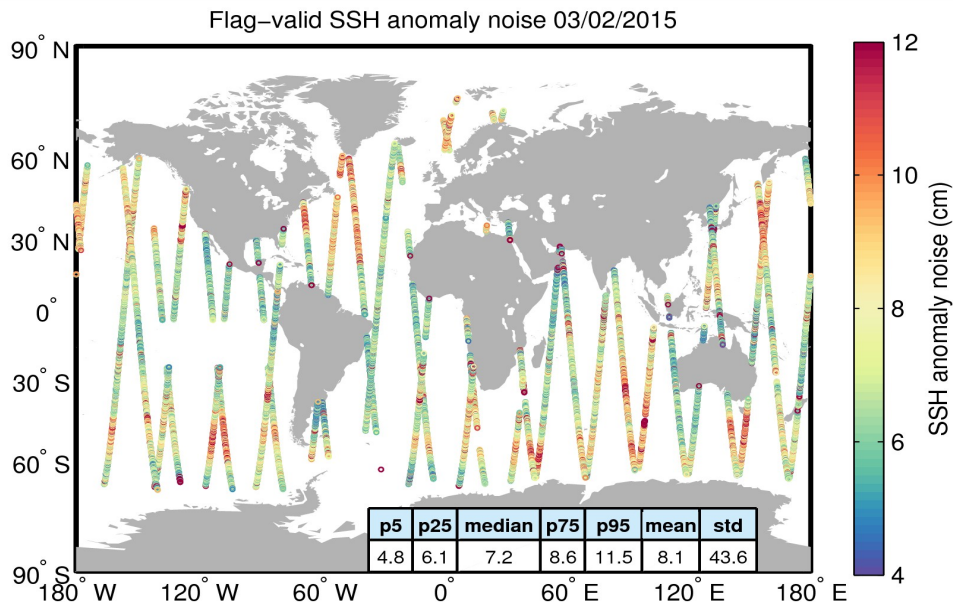 Flag−valid SSH anomaly noise 03/02/2015
90° N
60° N
30° N
0°
30° S
60° S
90° S
180° W
120° W
60° W
0°
60° E
120° E
180° E
p5 p25 median p75 p95 mean std
4.8 6.1 7.2 8.6 11.5 8.1 43.6
12
10
8
6
4
SSH anomaly noise (cm)